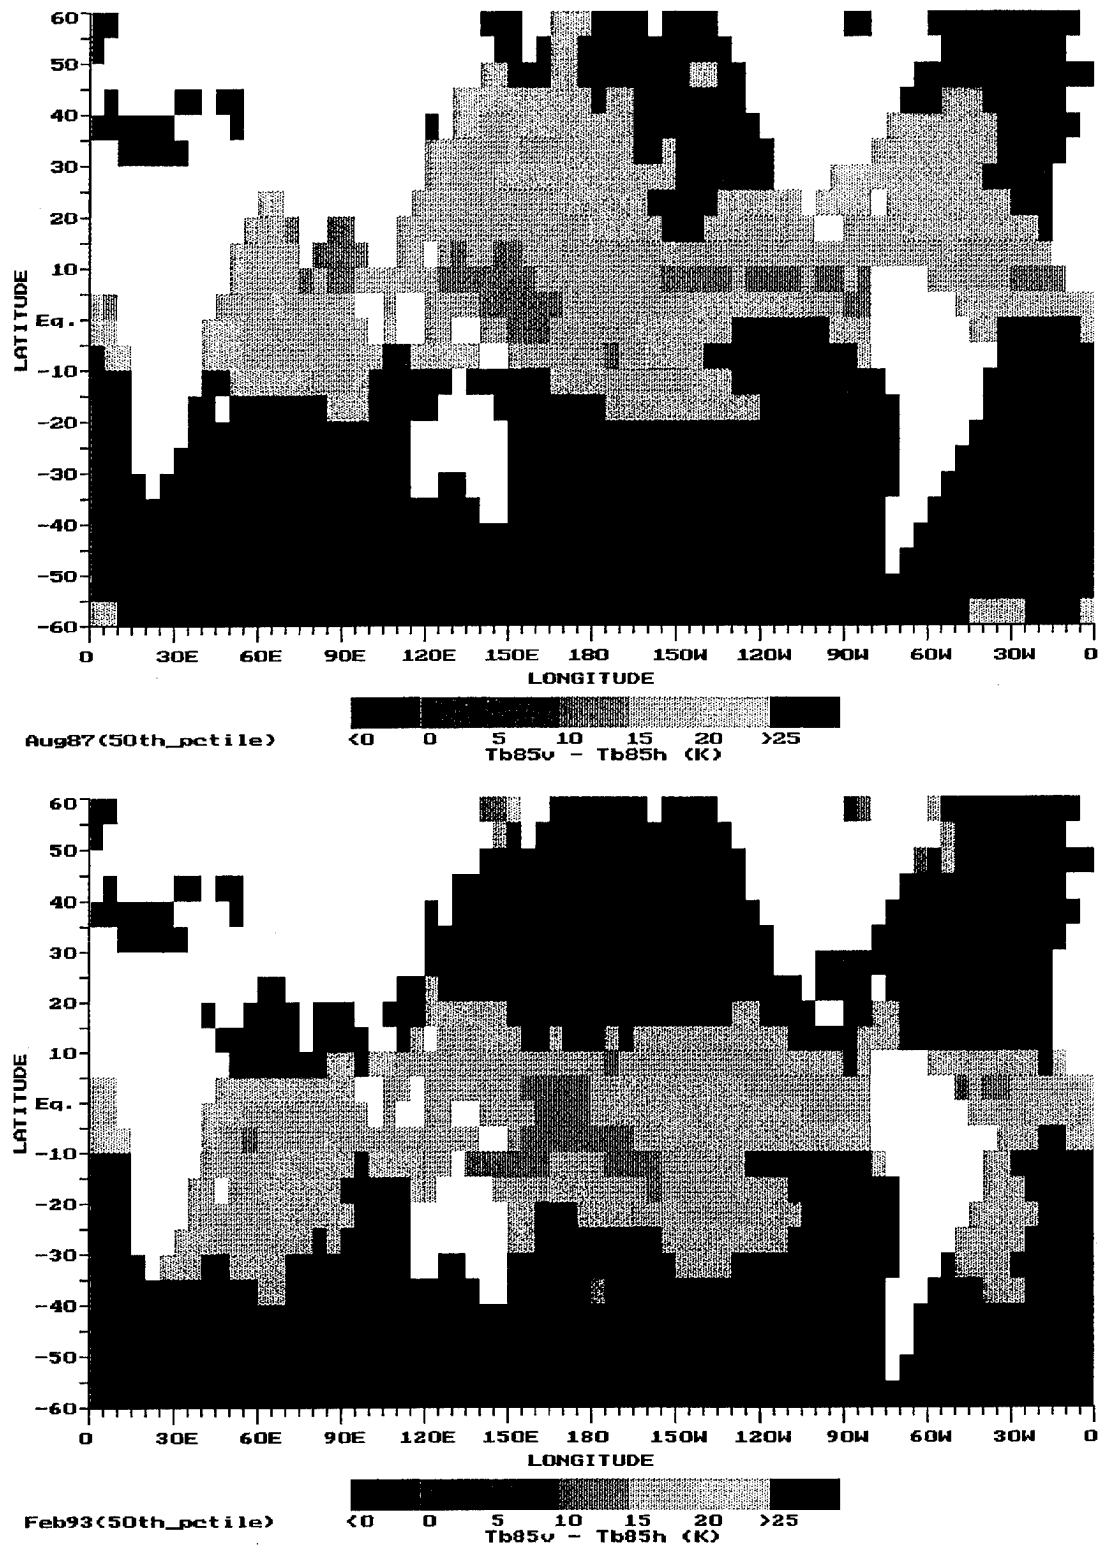 60
50
40
30
20
10
Eq.
-10
-20
-30
-40
-50
-60
LATITUDE
0 30E 60E 90E 120E 150E 180 150W 120W 90W 60W 30W 0
LONGITUDE
Aug87(50th_pctile)
<0 0 5 10 15 20 >25
Tb85v - Tb85h (K)
60
50
40
30
20
10
Eq.
-10
-20
-30
-40
-50
-60
LATITUDE
0 30E 60E 90E 120E 150E 180 150W 120W 90W 60W 30W 0
LONGITUDE
Feb93(50th_pctile)
<0 0 5 10 15 20 >25
Tb85v - Tb85h (K)